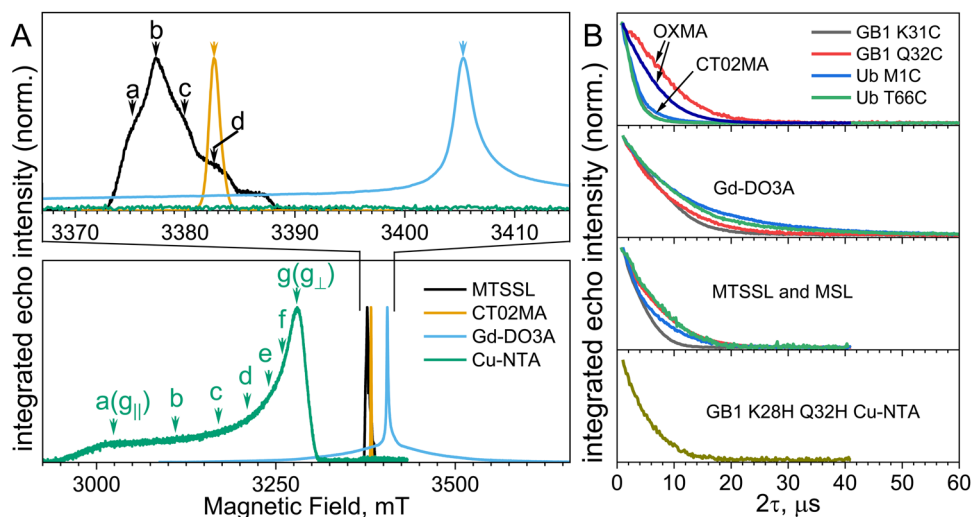 A
integrated echo intensity (norm.)
a
b
c
d
3370
3380
3390
3400
3410
g(g⊥)
f
e
d
c
b
a(g||)
MTSSL
CT02MA
Gd-DO3A
Cu-NTA
3000
3250
3500
Magnetic Field, mT
B
integrated echo intensity (norm.)
OXMA
CT02MA
GB1 K31C
GB1 Q32C
Ub M1C
Ub T66C
Gd-DO3A
MTSSL and MSL
GB1 K28H Q32H Cu-NTA
0 10 20 30 40 50 60
2τ, μs